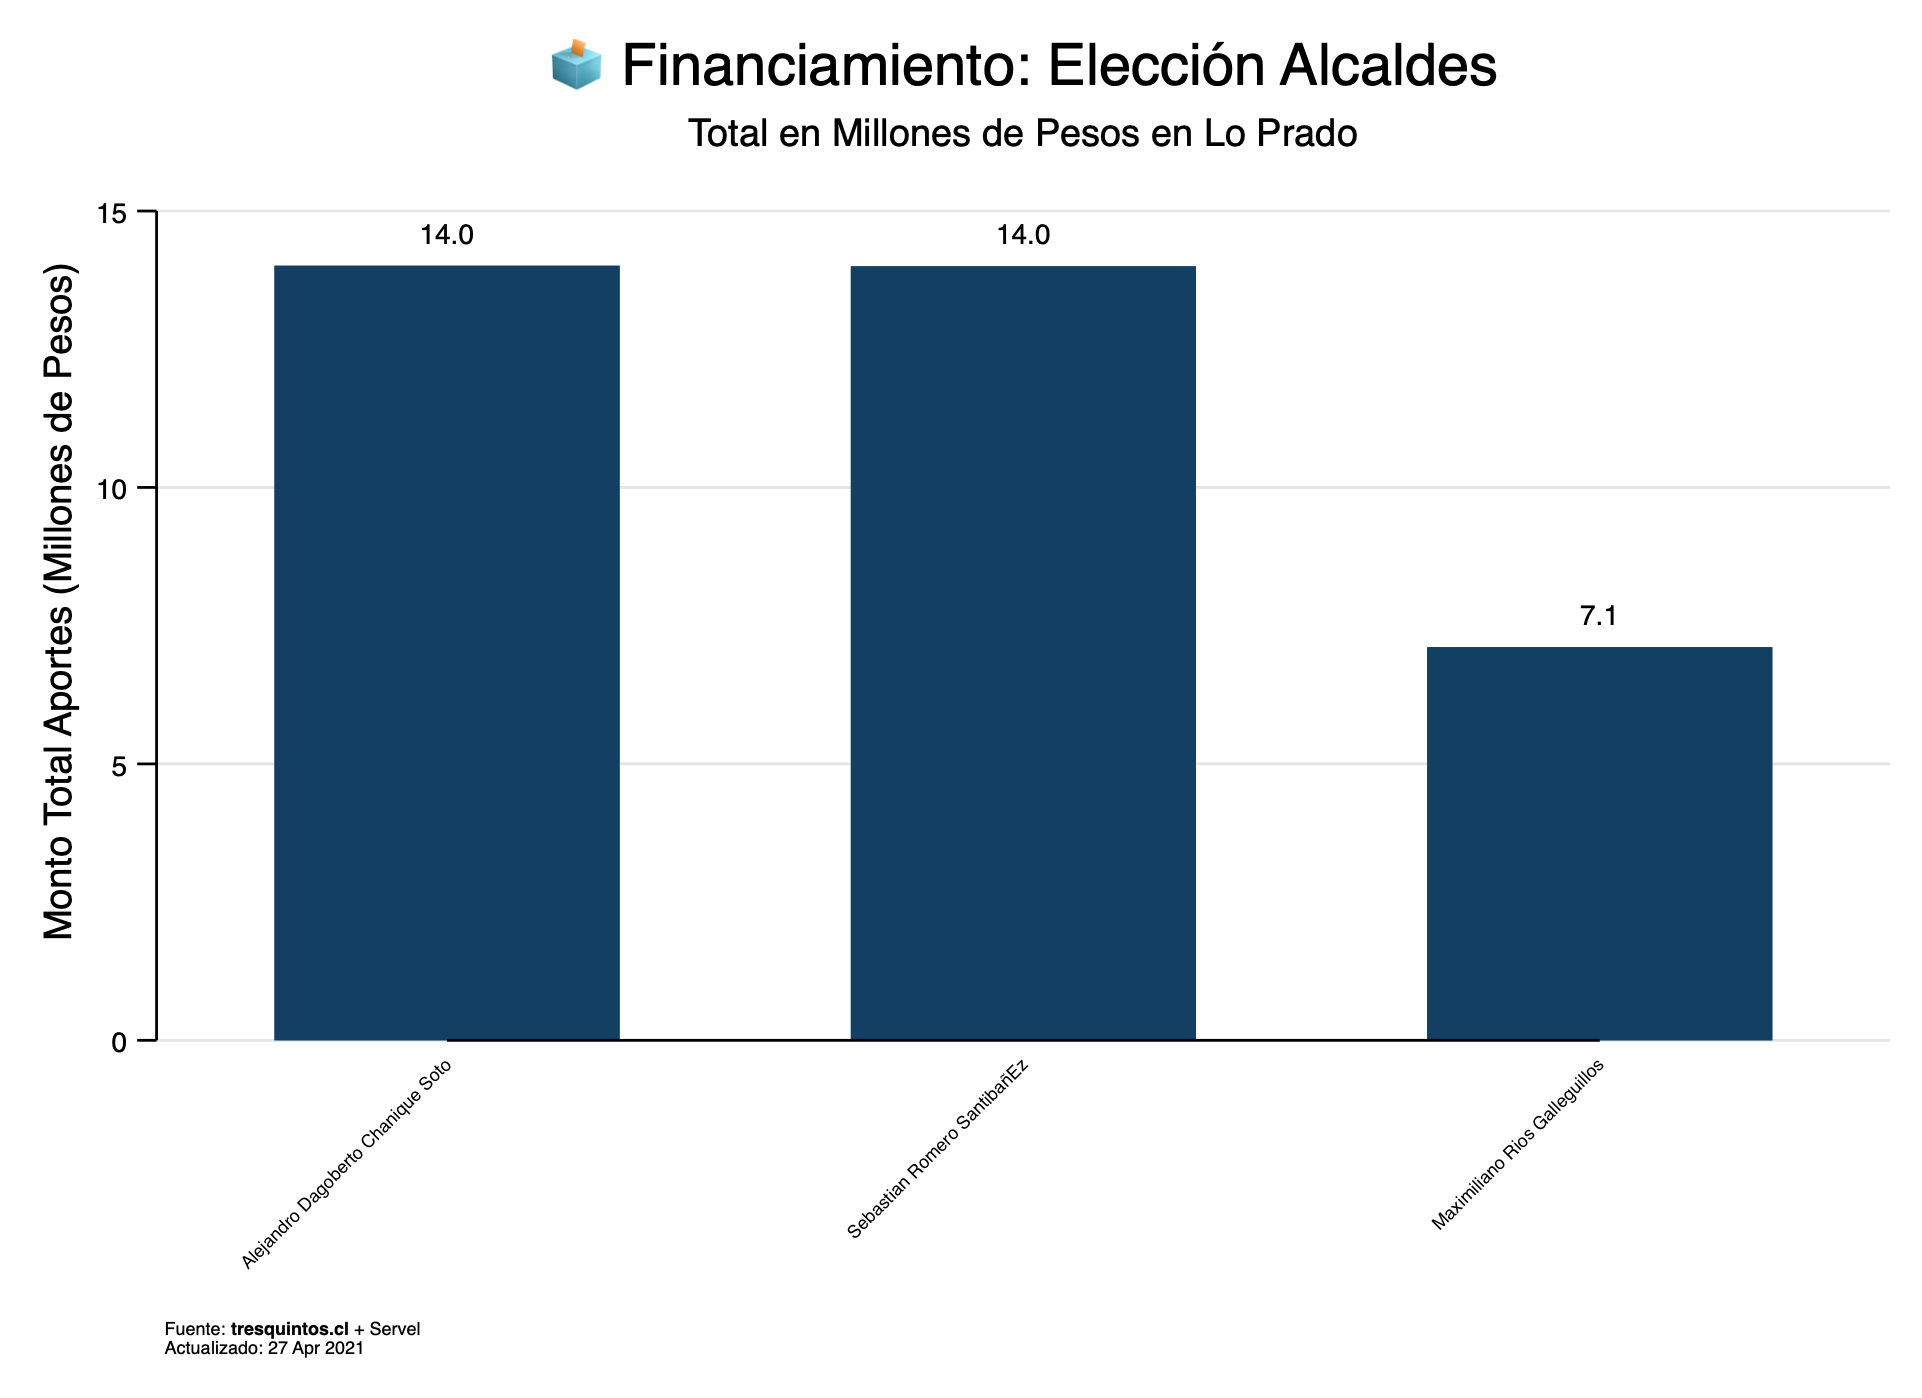 🗳️ Financiamiento: Elección Alcaldes
Total en Millones de Pesos en Lo Prado
Monto Total Aportes (Millones de Pesos)
15
10
5
0
14.0
14.0
7.1
Alejandro Dagoberto Chanique Soto
Sebastian Romero SantibañEz
Maximiliano Rios Galleguillos
Fuente: tresquintos.cl + Servel
Actualizado: 27 Apr 2021